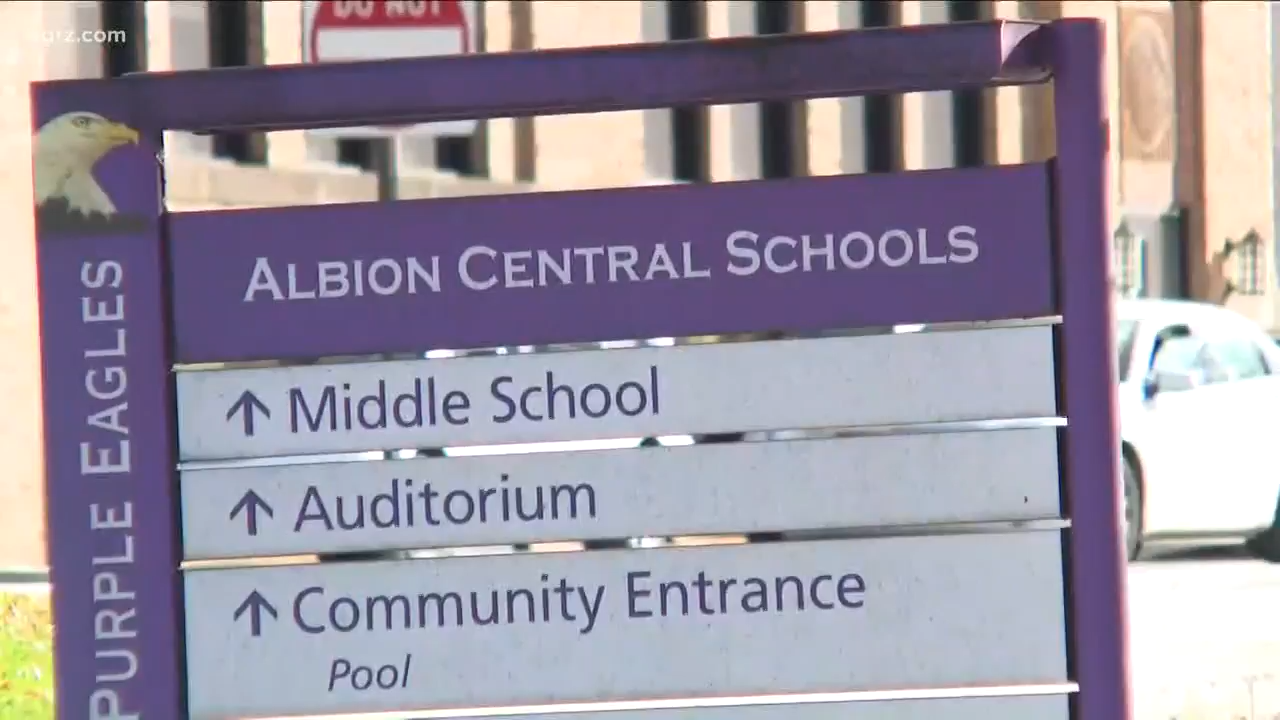 DO NOT
ALBION CENTRAL SCHOOLS
↑ Middle School
↑ Auditorium
↑ Community Entrance
Pool
PURPLE EAGLES